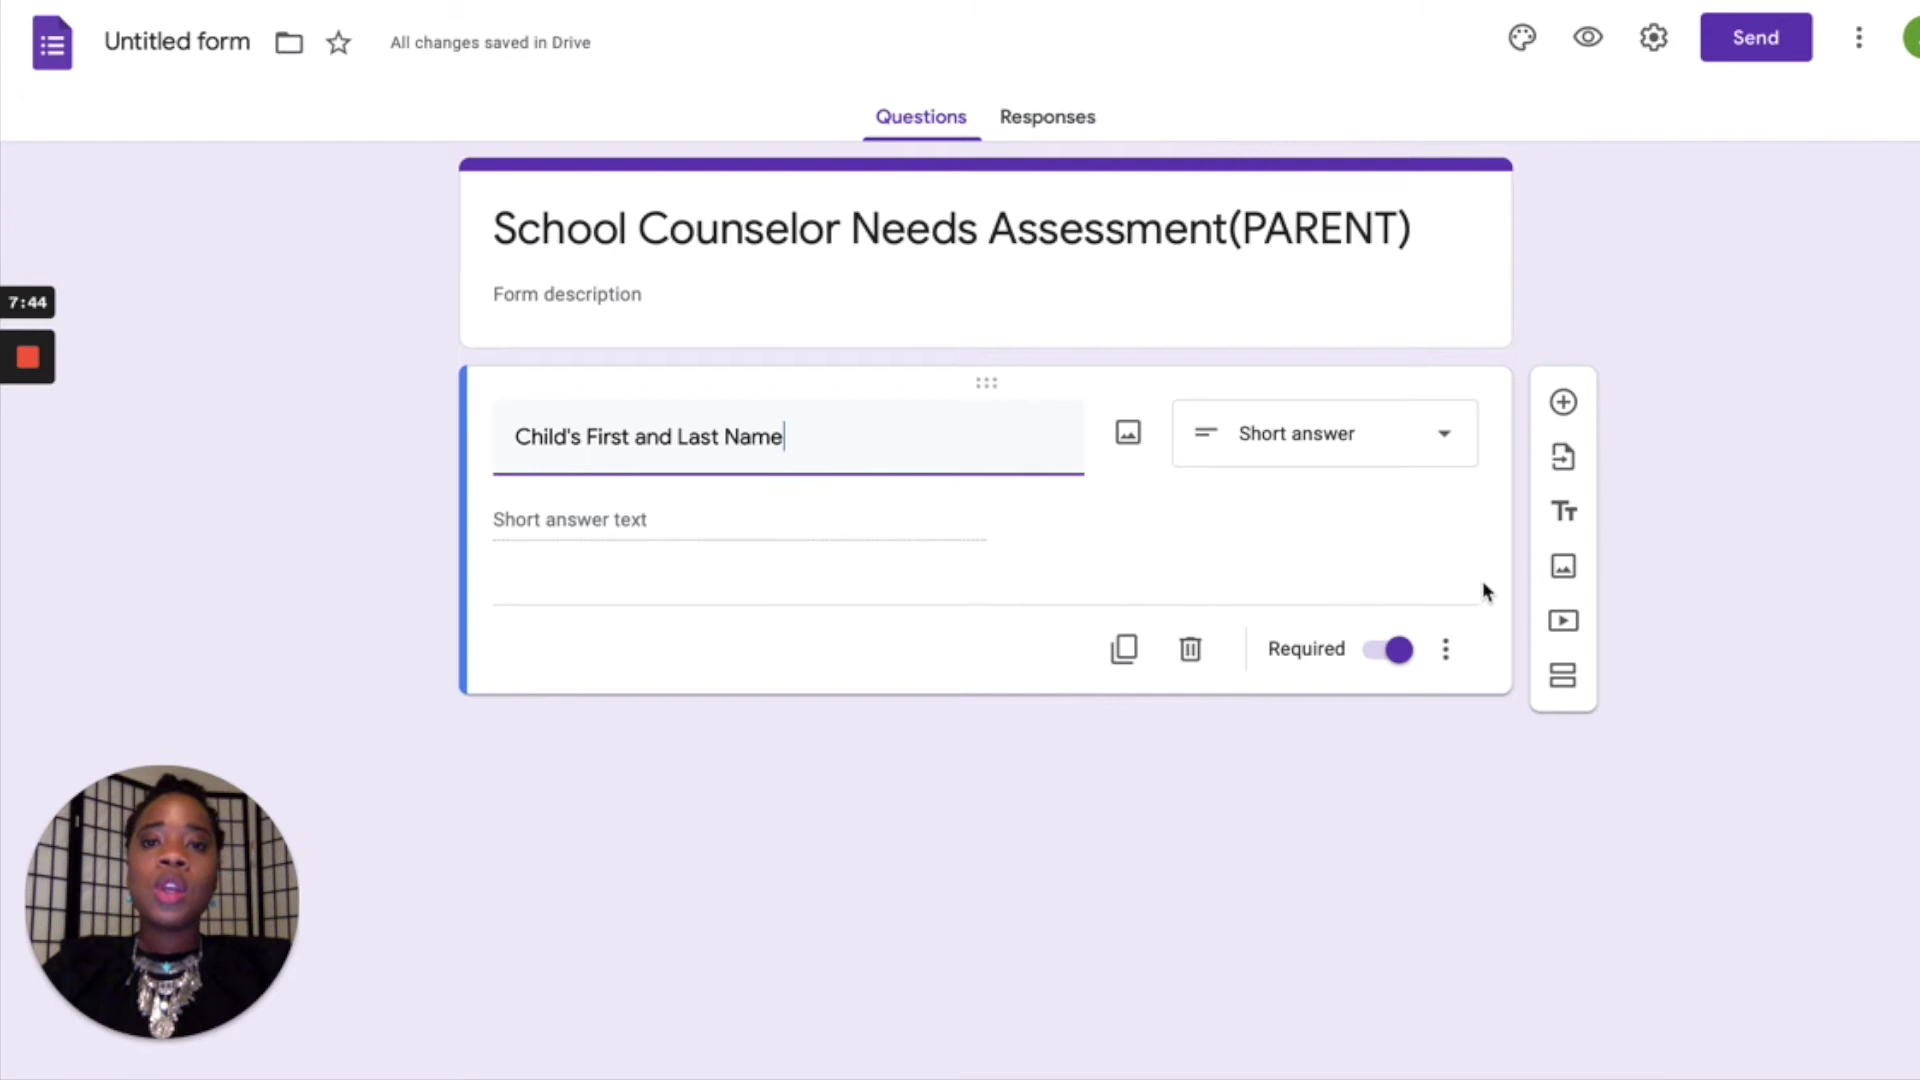 Untitled form
All changes saved in Drive
Send
Questions
Responses
School Counselor Needs Assessment(PARENT)
Form description
7:44
Child's First and Last Name
Short answer
Short answer text
Required